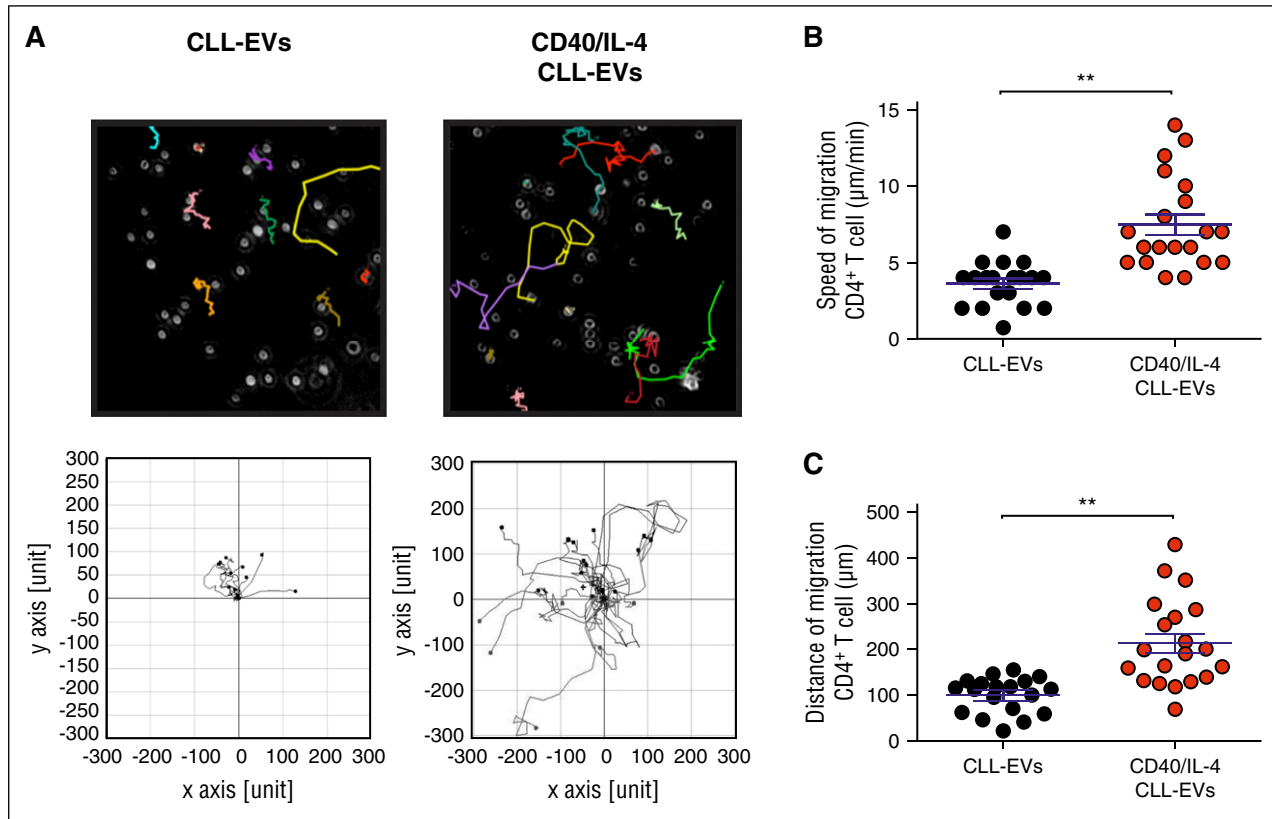 A
CLL-EVs
CD40/IL-4
CLL-EVs
300
250
200
150
100
50
0
-50
-100
-150
-200
-250
-300
y axis [unit]
-300
-200
-100
0
100
200
300
x axis [unit]
300
200
100
0
-100
-200
-300
y axis [unit]
-300
-200
-100
0
100
200
300
x axis [unit]
B
**
15
10
5
0
Speed of migration
CD4⁺ T cell (µm/min)
CLL-EVs
CD40/IL-4
CLL-EVs
C
**
500
400
300
200
100
0
Distance of migration
CD4⁺ T cell (µm)
CLL-EVs
CD40/IL-4
CLL-EVs